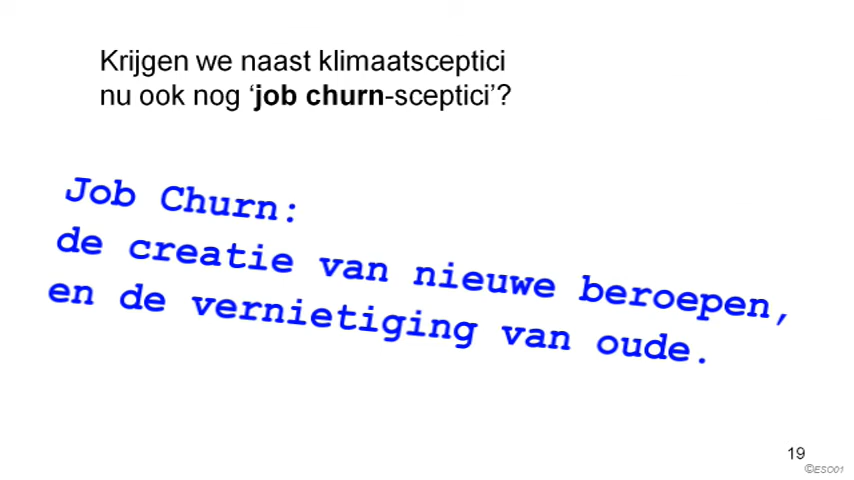 Krijgen we naast klimaatsceptici
nu ook nog ‘job churn-sceptici’?
Job Churn:
de creatie van nieuwe beroepen,
en de vernietiging van oude.
19
©ESO01